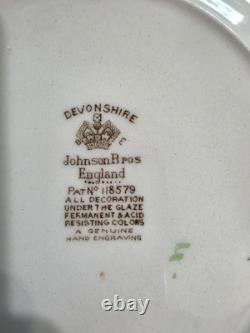 DEVONSHIRE
Johnson Bros
England
PAT NO 118579
ALL DECORATION
UNDER THE GLAZE
PERMANENT & ACID
RESISTING COLORS
A GENUINE
HAND ENGRAVING